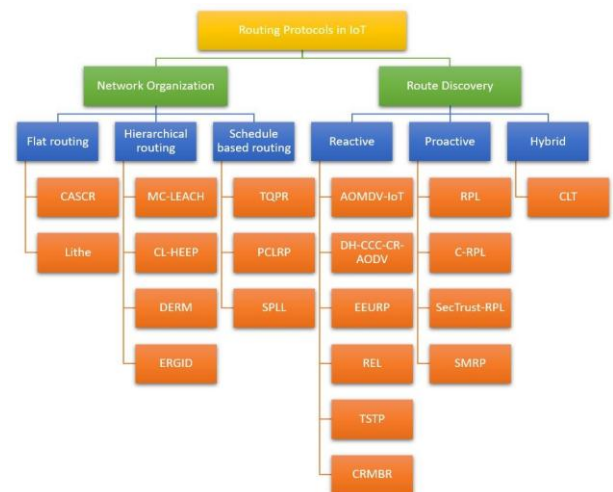 Routing Protocols in IoT
Network Organization
Route Discovery
Flat routing
Hierarchical
routing
Schedule
based routing
Reactive
Proactive
Hybrid
CASCR
MC-LEACH
TQPR
AOMDV-IoT
RPL
CLT
Lithe
CL-HEEP
PCLRP
DH-CCC-CR-
AODV
C-RPL
DERM
SPLL
EEURP
SecTrust-RPL
ERGID
REL
SMRP
TSTP
CRMBR